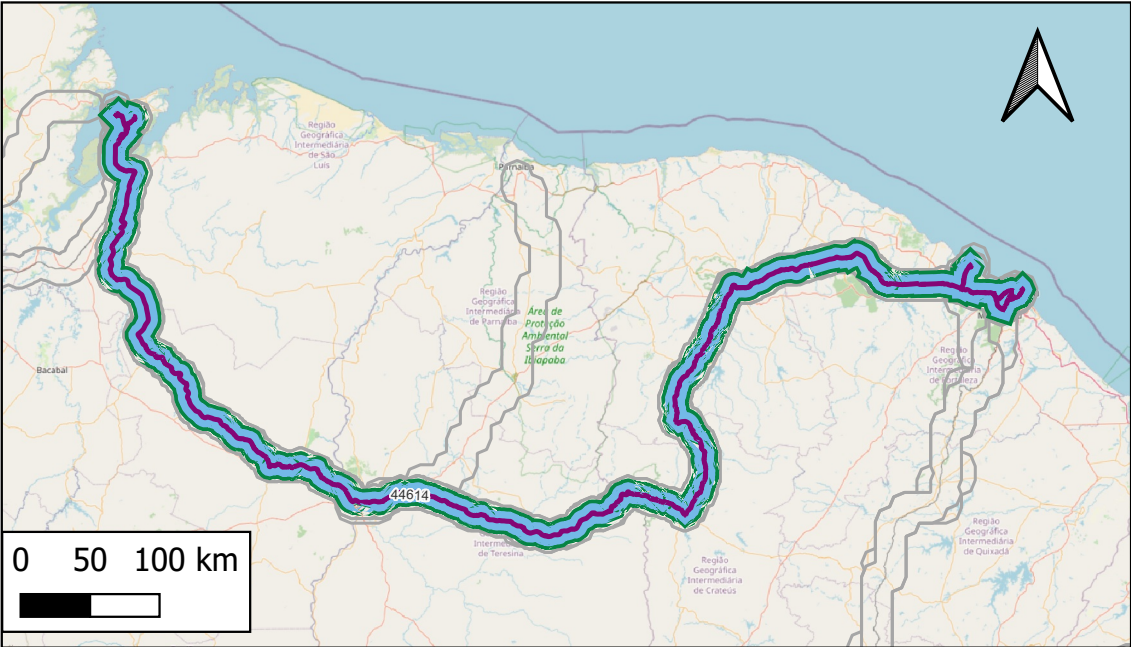 Região
Geográfica
Intermediária
de São
Luís
Parnaíba
Região
Geográfica
Intermediária
de Parnaíba
Área de
Proteção
Ambiental
Serra da
Ibiapaba
Bacabal
Região
Geográfica
Intermediária
de Fortaleza
44614
Intermediária
de Teresina
Região
Geográfica
Intermediária
de Quixadá
Região
Geográfica
Intermediária
de Crateús
0 50 100 km